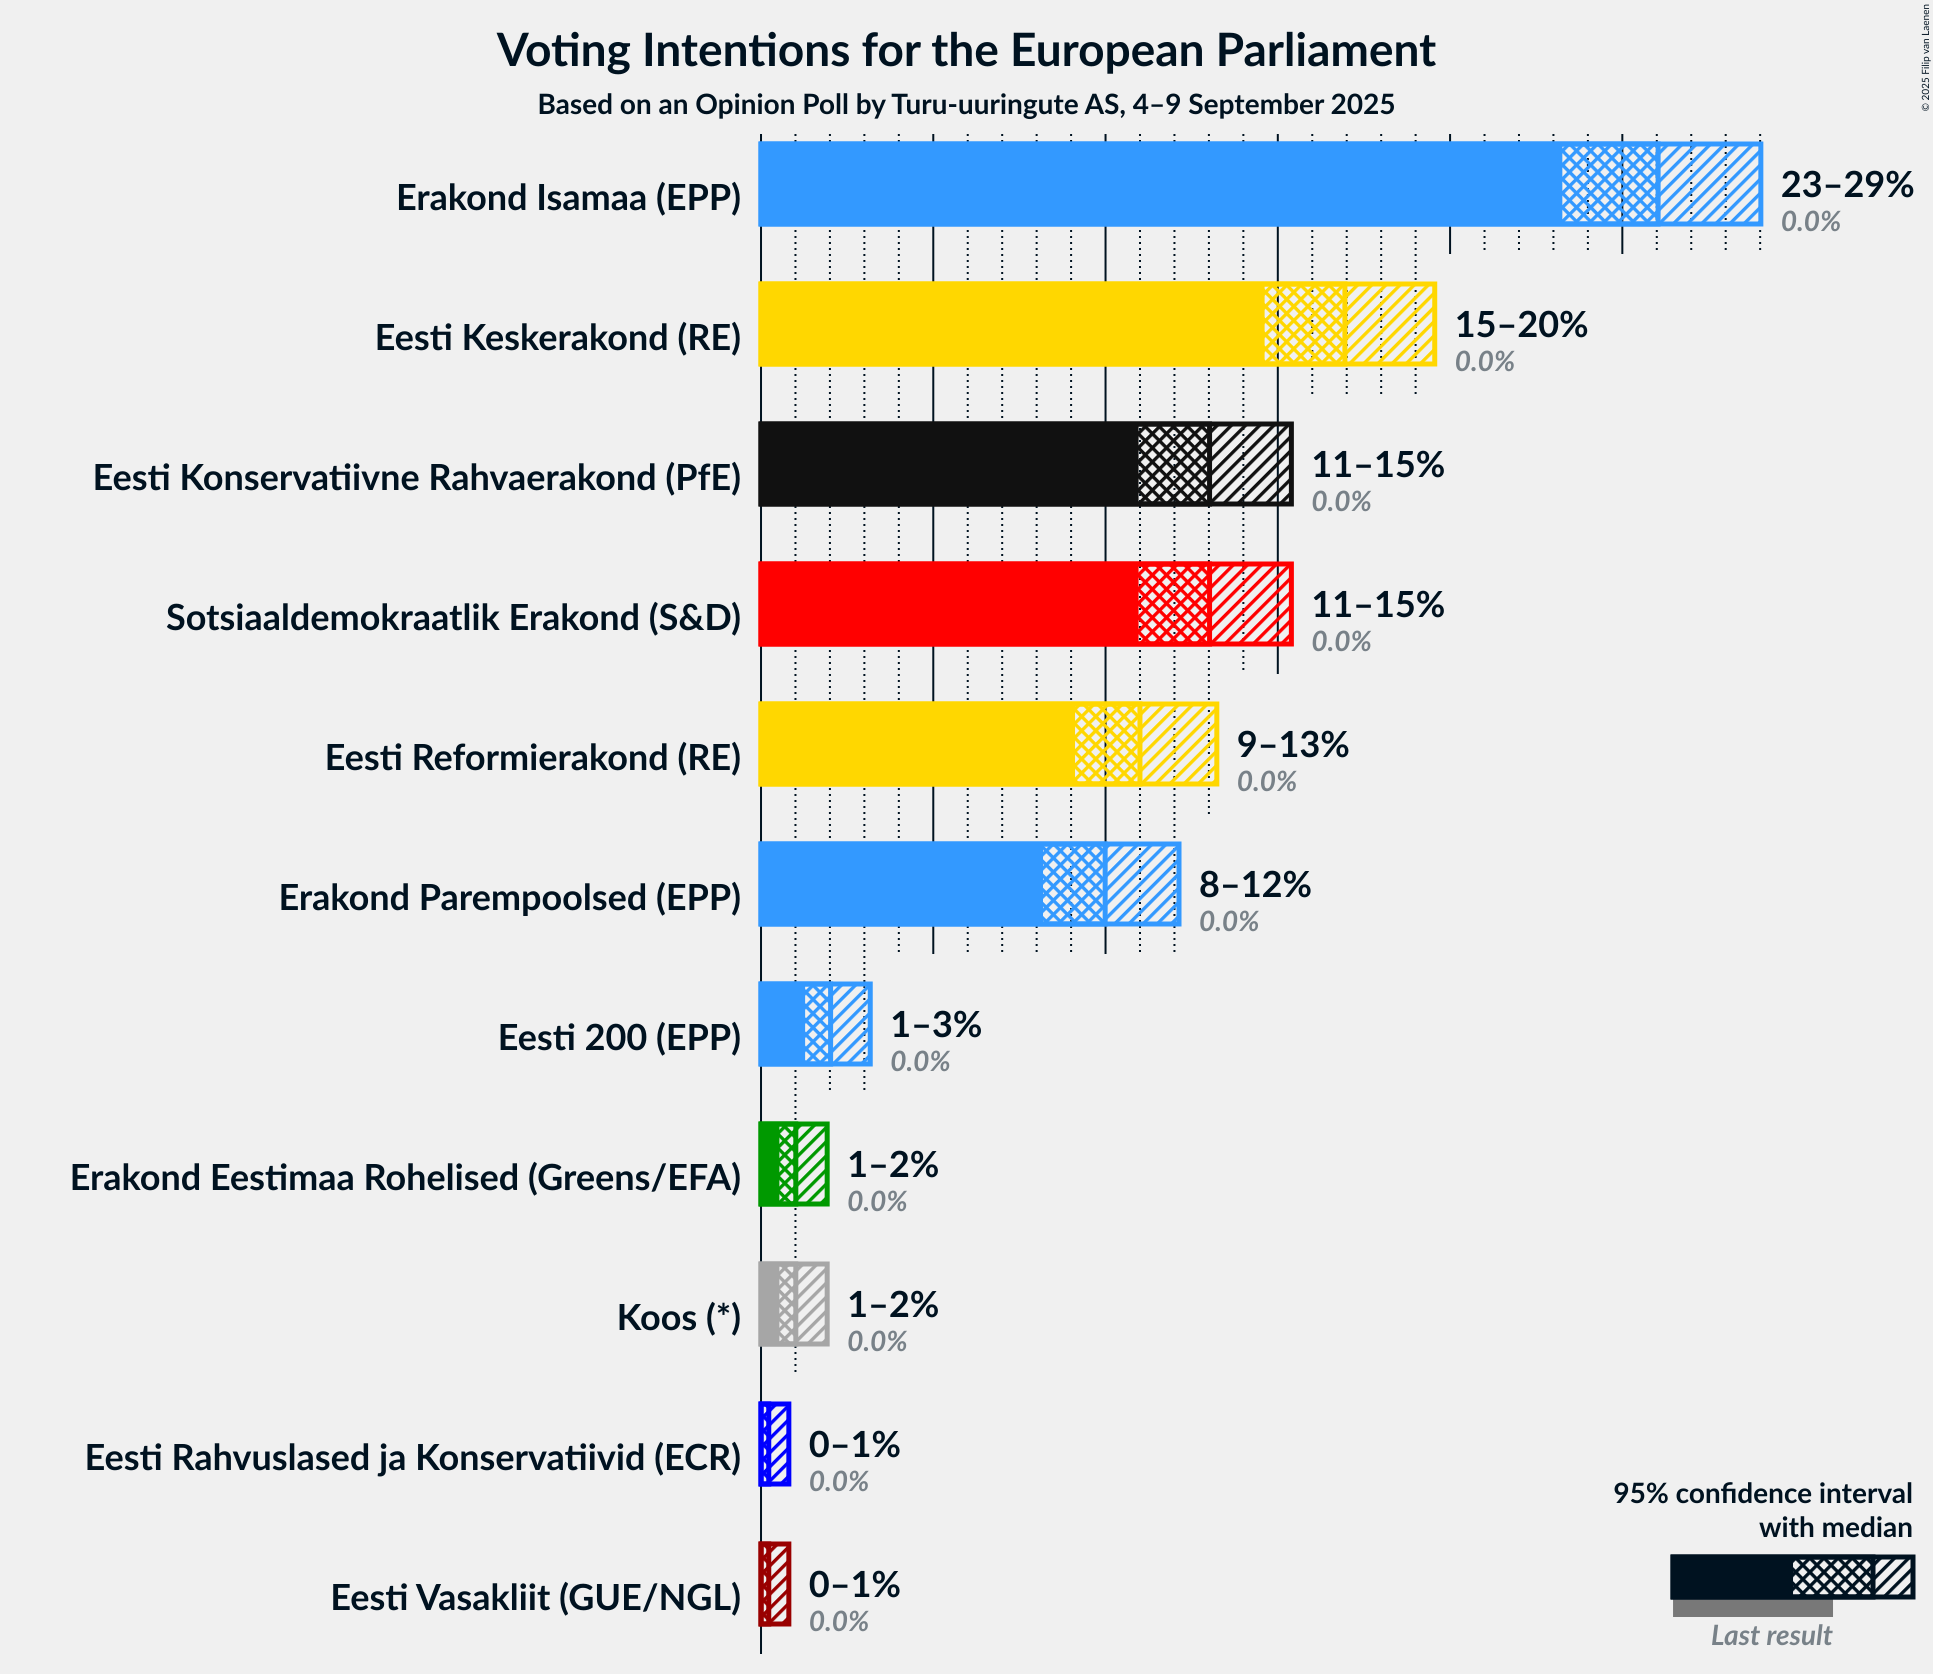 Voting Intentions for the European Parliament
Based on an Opinion Poll by Turu-uuringute AS, 4–9 September 2025
© 2025 Filip van Laenen
Erakond Isamaa (EPP)
23–29%
0.0%
Eesti Keskerakond (RE)
15–20%
0.0%
Eesti Konservatiivne Rahvaerakond (PfE)
11–15%
0.0%
Sotsiaaldemokraatlik Erakond (S&D)
11–15%
0.0%
Eesti Reformierakond (RE)
9–13%
0.0%
Erakond Parempoolsed (EPP)
8–12%
0.0%
Eesti 200 (EPP)
1–3%
0.0%
Erakond Eestimaa Rohelised (Greens/EFA)
1–2%
0.0%
Koos (*)
1–2%
0.0%
Eesti Rahvuslased ja Konservatiivid (ECR)
0–1%
0.0%
Eesti Vasakliit (GUE/NGL)
0–1%
0.0%
95% confidence interval
with median
Last result